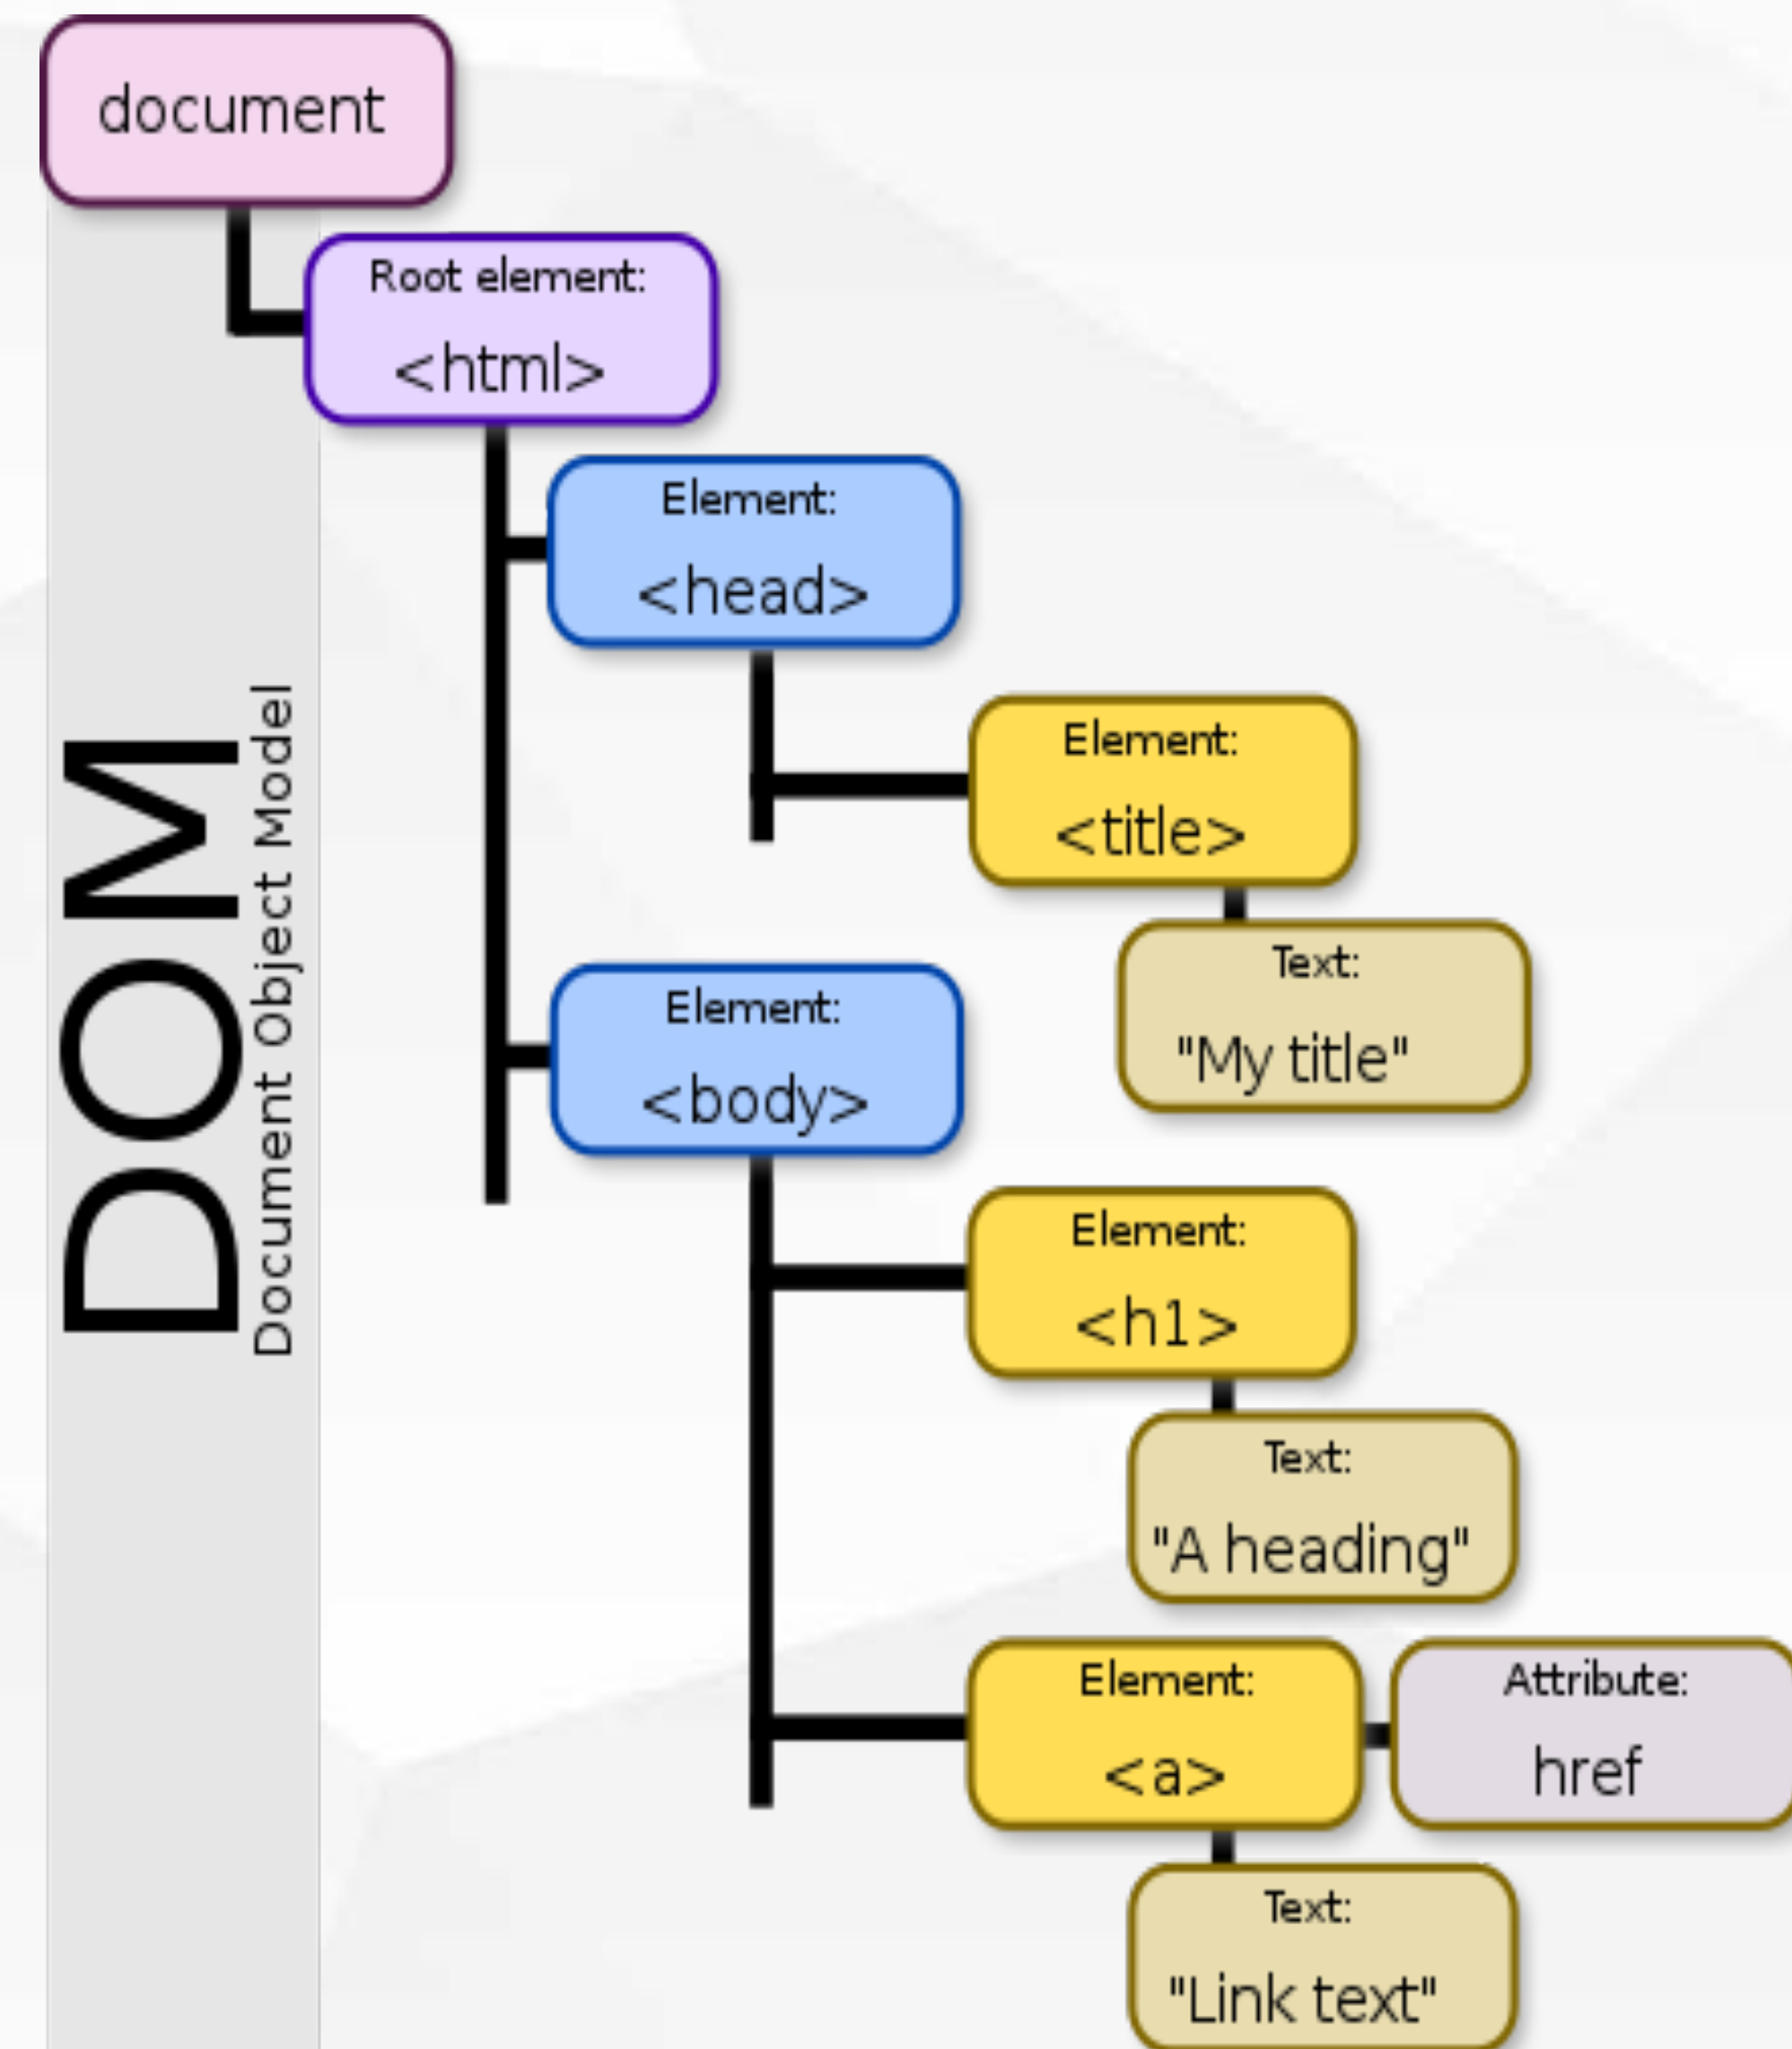 document
Root element:
<html>
Element:
<head>
Element:
<title>
Text:
"My title"
Element:
<body>
Element:
<h1>
Text:
"A heading"
Element:
<a>
Attribute:
href
Text:
"Link text"
DOM
Document Object Model